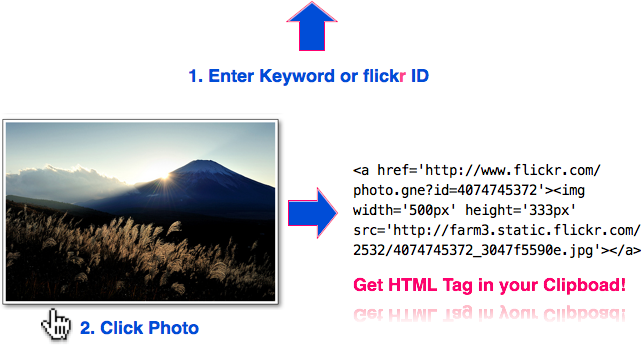 1. Enter Keyword or flickr ID
<a href='http://www.flickr.com/
photo.gne?id=4074745372'><img
width='500px' height='333px'
src='http://farm3.static.flickr.com/
2532/4074745372_3047f5590e.jpg'></a>
Get HTML Tag in your Clipboad!
2. Click Photo